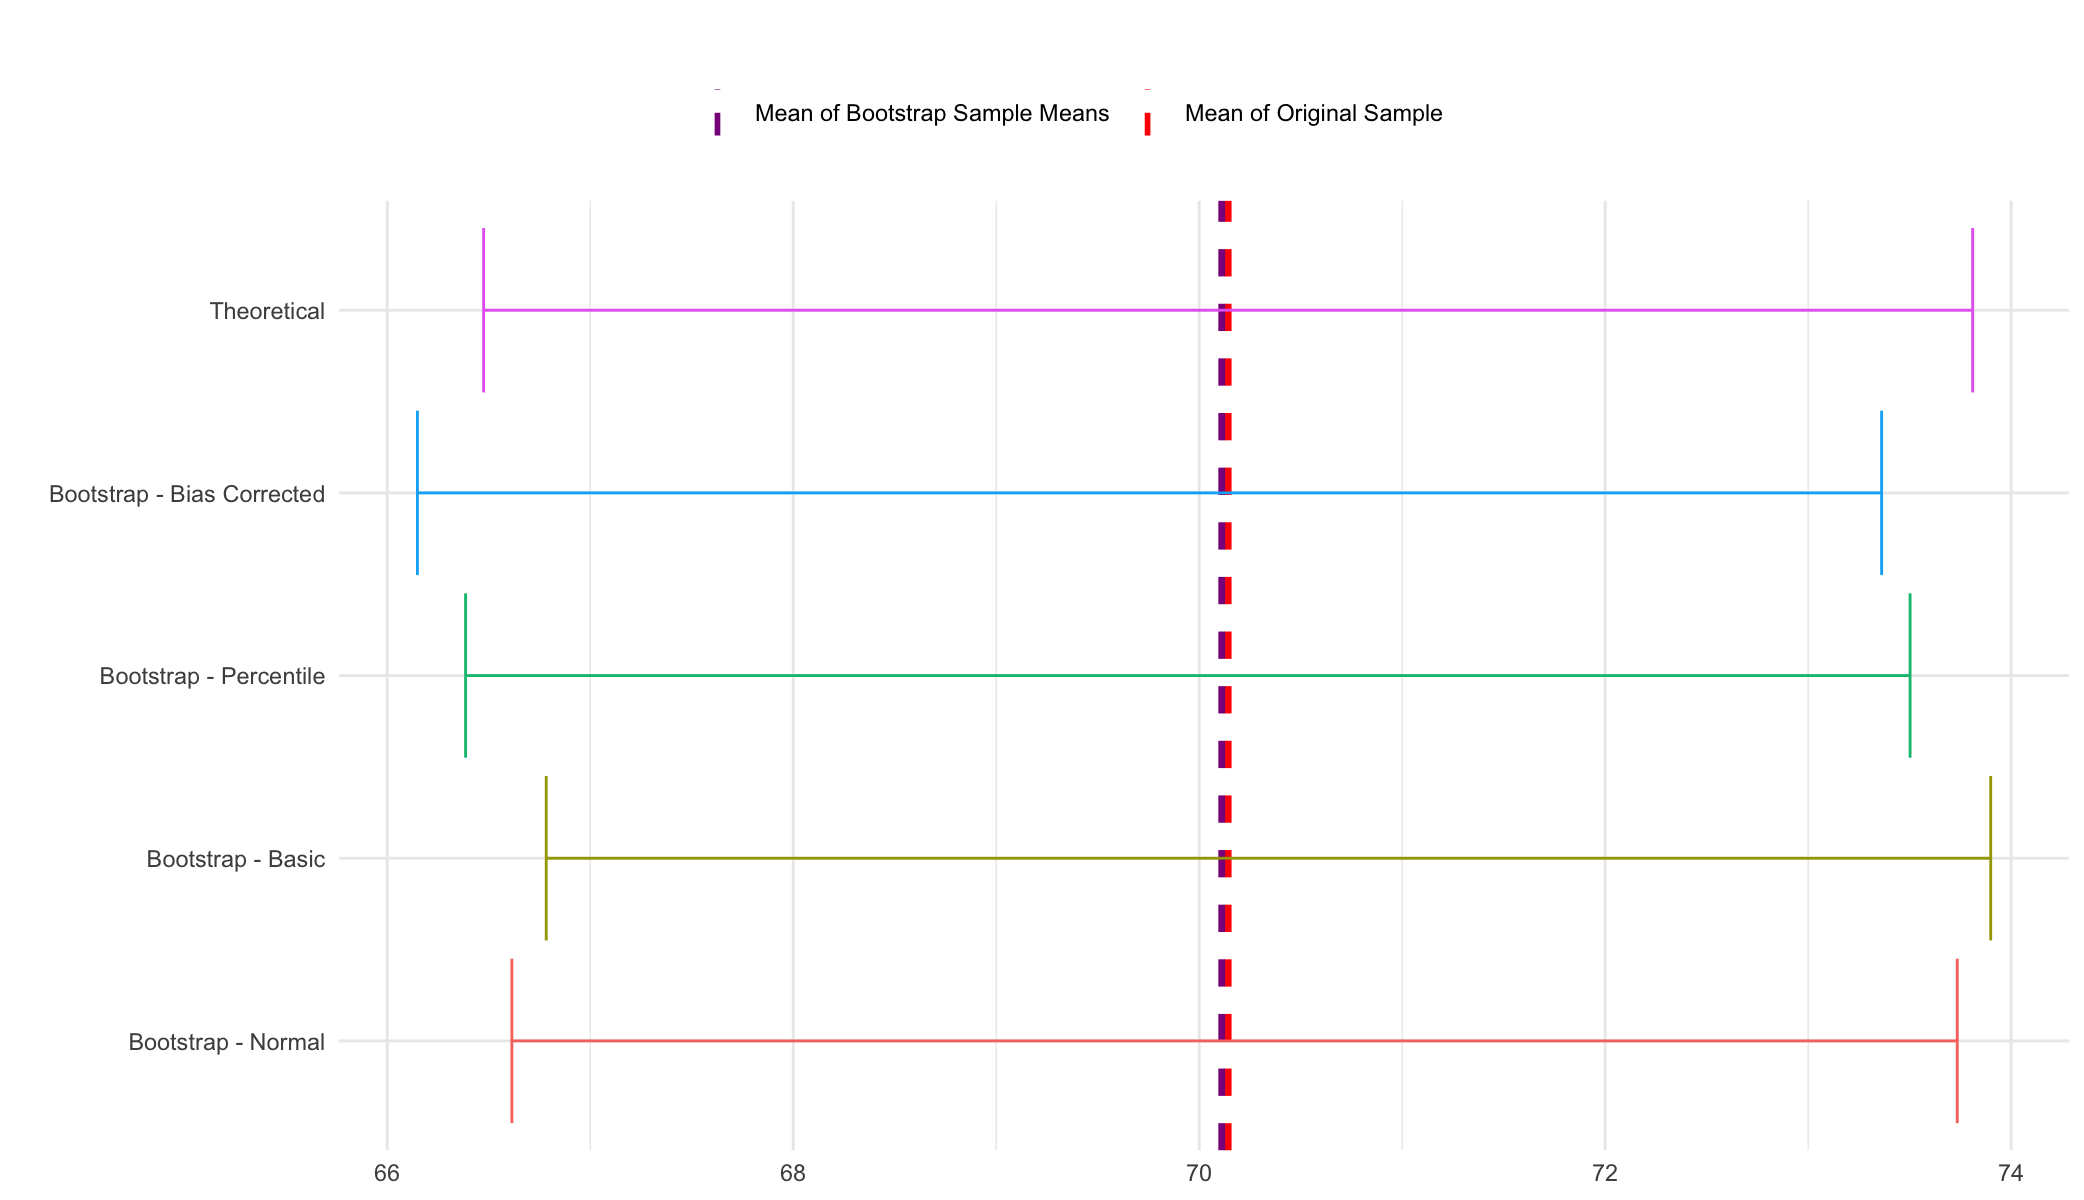 Mean of Bootstrap Sample Means Mean of Original Sample
Theoretical
Bootstrap - Bias Corrected
Bootstrap - Percentile
Bootstrap - Basic
Bootstrap - Normal
66 68 70 72 74